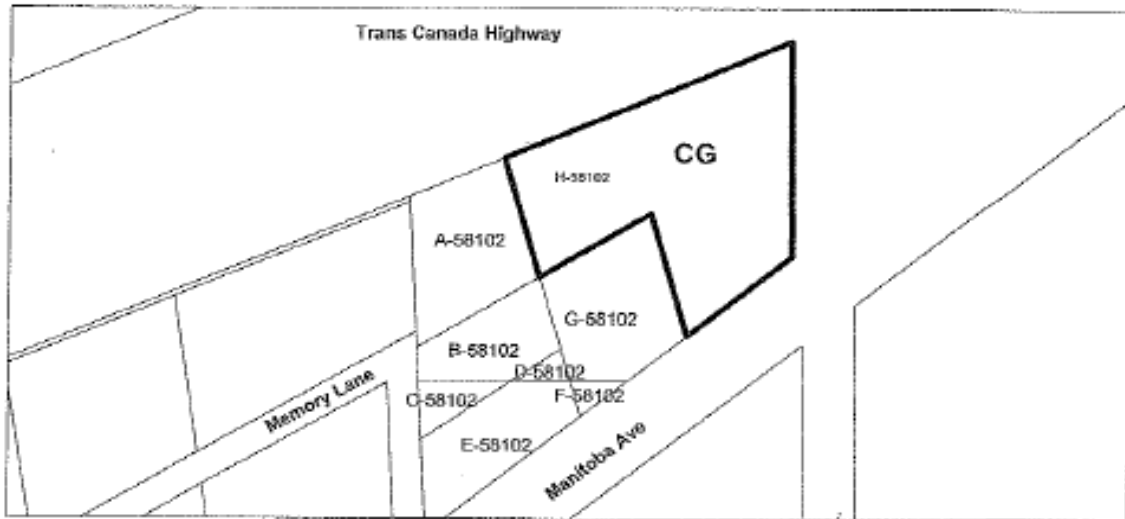 Trans Canada Highway
CG
H-58102
A-58102
G-58102
B-58102
D-58102
C-58102
F-58102
Memory Lane
E-58102
Manitoba Ave